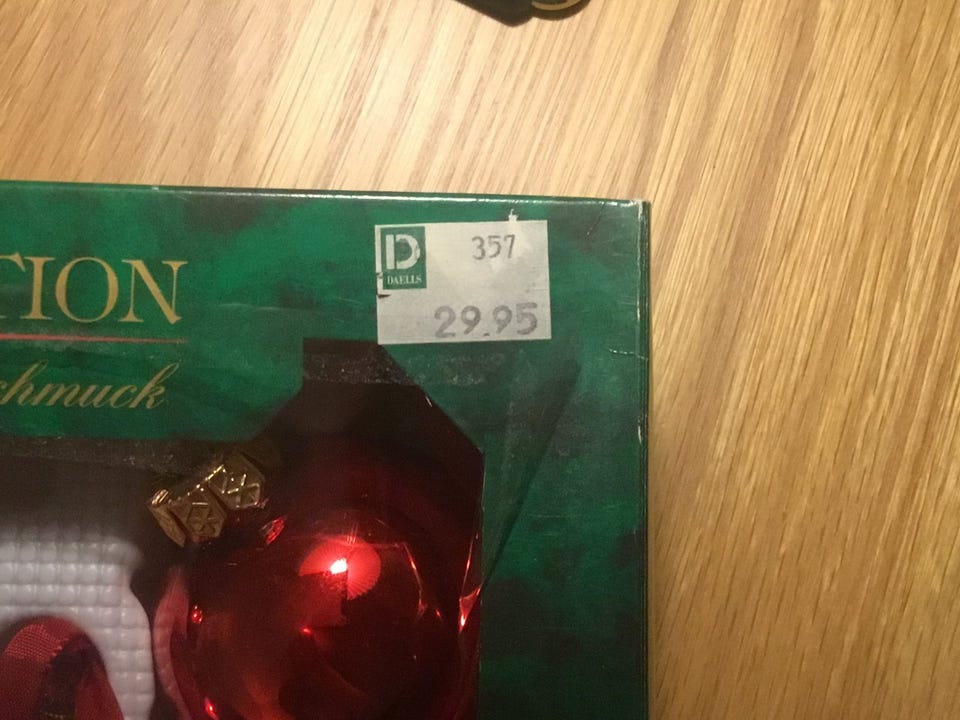 TION
chmuck
D
DAELLS
357
29.95